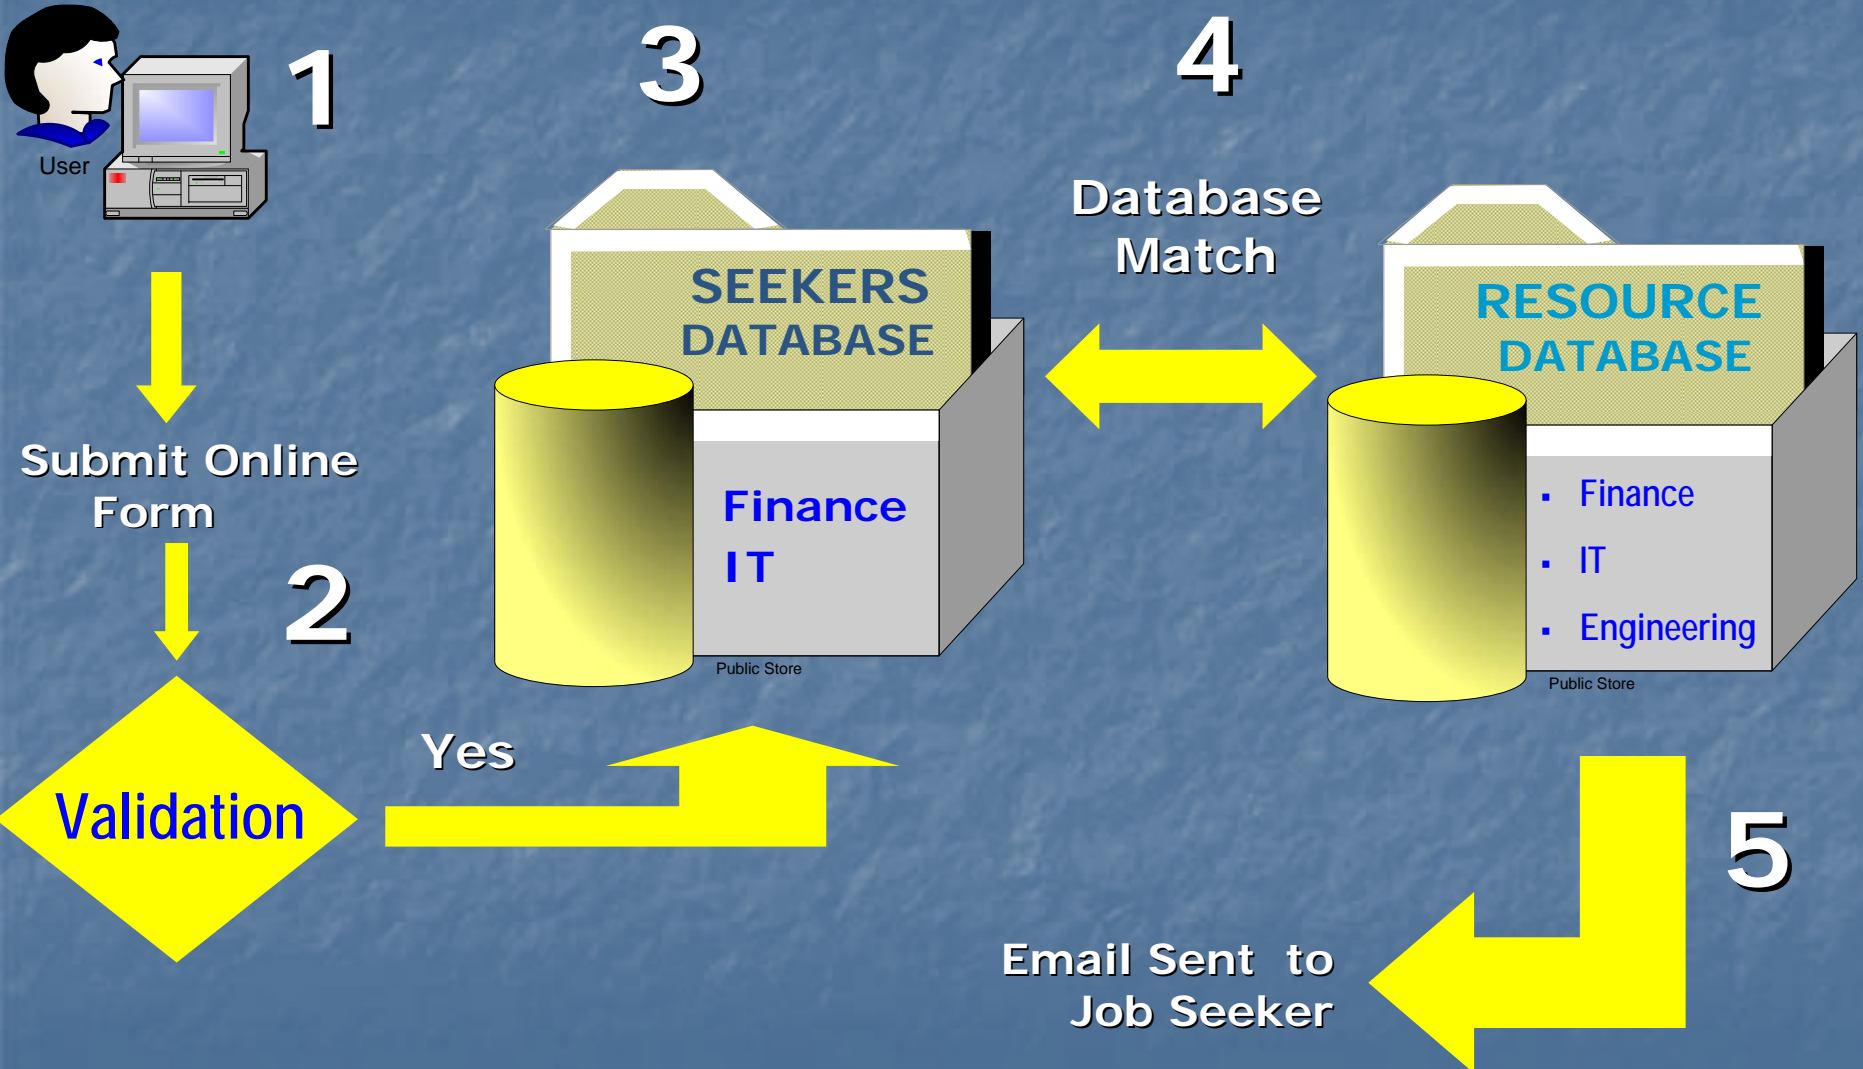 1
User
Submit Online
Form
2
Validation
Yes
3
SEEKERS
DATABASE
Finance
IT
Public Store
4
Database
Match
RESOURCE
DATABASE
▪ Finance
▪ IT
▪ Engineering
Public Store
5
Email Sent to
Job Seeker